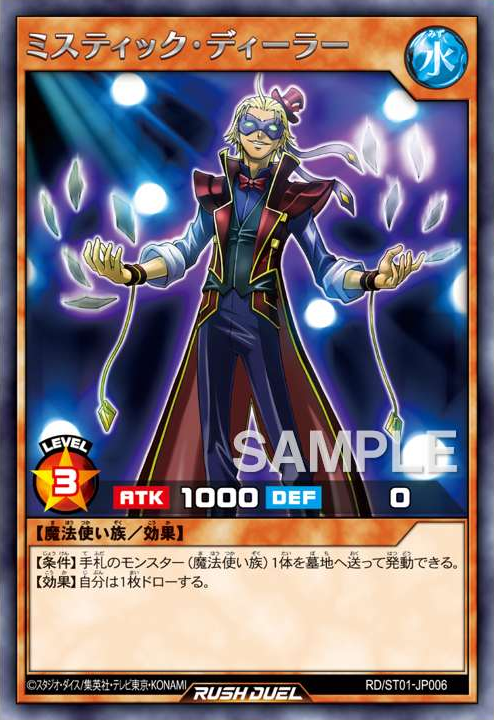 ミスティック・ディーラー
みず
水
SAMPLE
LEVEL
3
ATK 1000 DEF 0
【魔法使い族／効果】
【条件】手札のモンスター(魔法使い族)1体を墓地へ送って発動できる。
【効果】自分は1枚ドローする。
©スタジオ・ダイス/集英社・テレビ東京・KONAMI
RUSH DUEL
RD/ST01-JP006